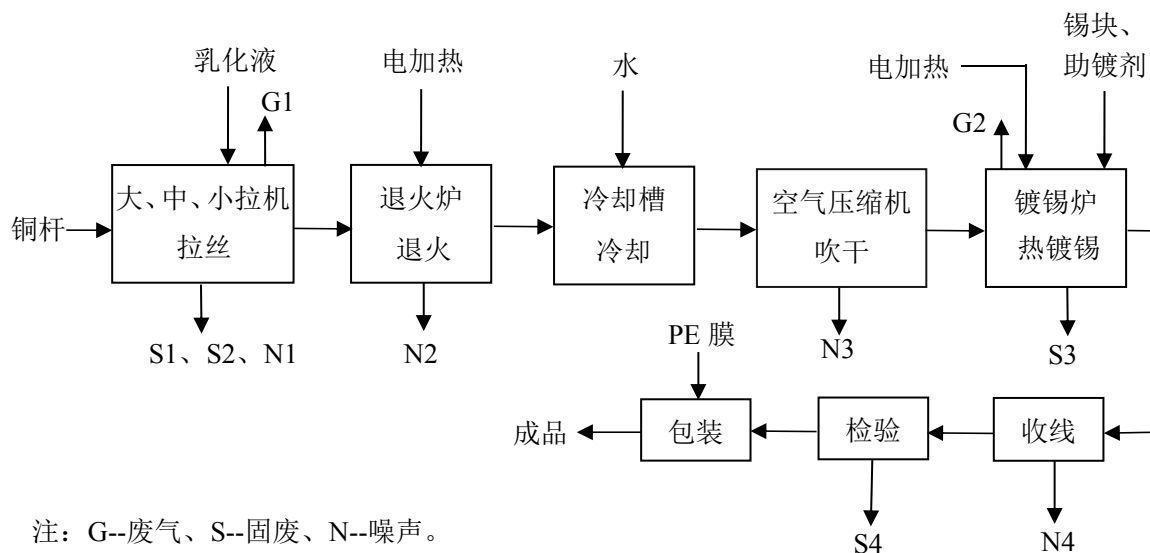 乳化液
G1
电加热
水
电加热
锡块、
助镀剂
G2
铜杆
大、中、小拉机
拉丝
退火炉
退火
冷却槽
冷却
空气压缩机
吹干
镀锡炉
热镀锡
S1、S2、N1
N2
N3
S3
PE 膜
成品
包装
检验
收线
S4
N4
注：G--废气、S--固废、N--噪声。